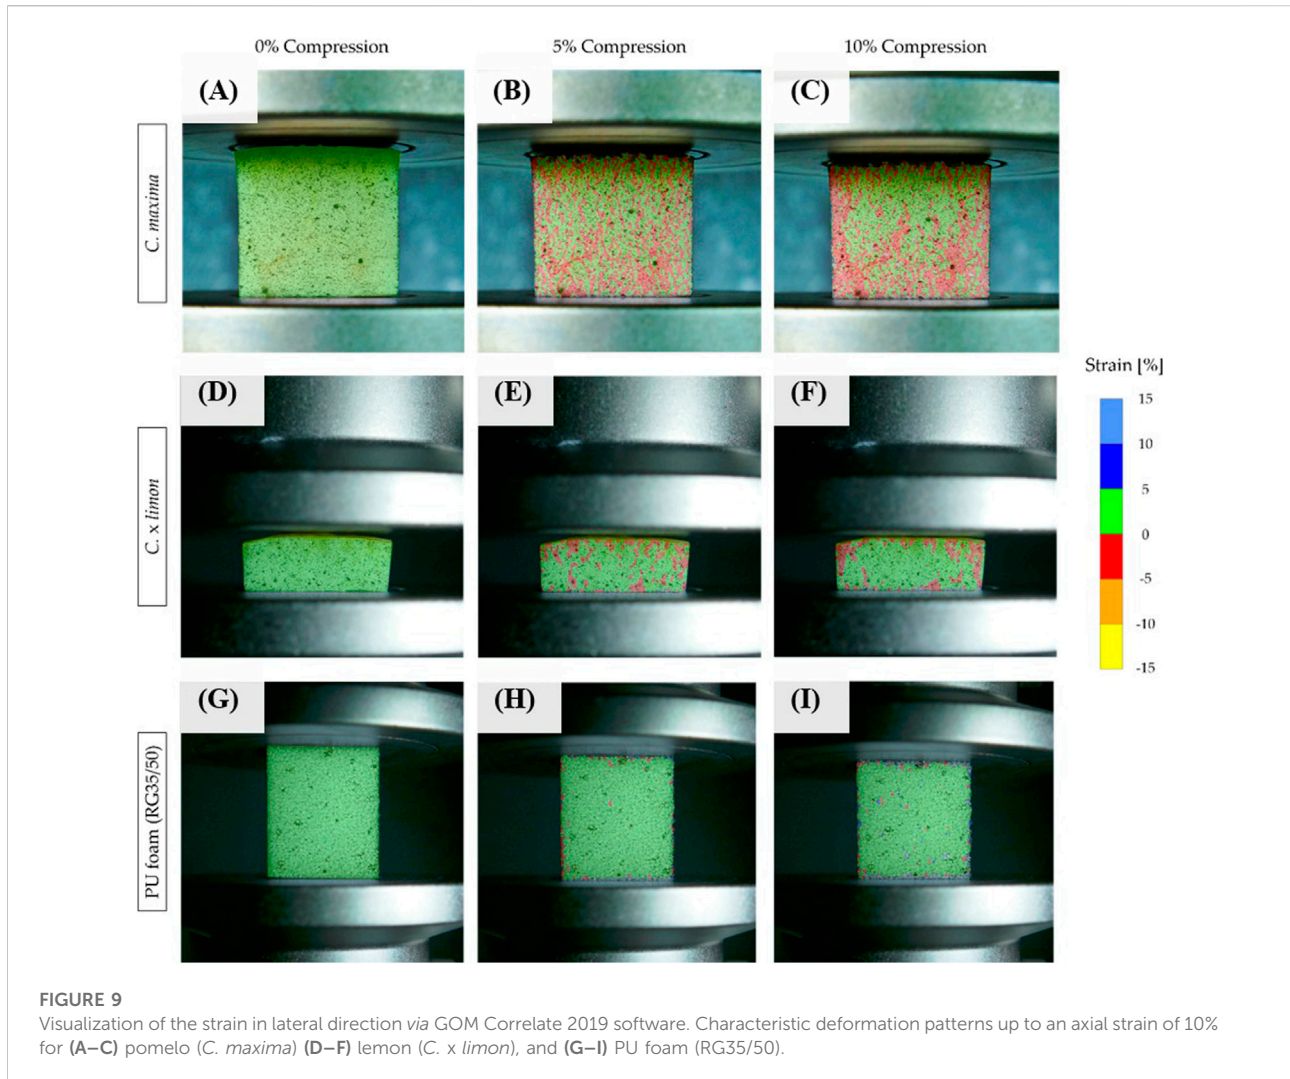 0% Compression
5% Compression
10% Compression
C. maxima
(A)
(B)
(C)
C. x limon
(D)
(E)
(F)
Strain [%]
15
10
5
0
-5
-10
-15
PU foam (RG35/50)
(G)
(H)
(I)
FIGURE 9
Visualization of the strain in lateral direction via GOM Correlate 2019 software. Characteristic deformation patterns up to an axial strain of 10%
for (A–C) pomelo (C. maxima) (D–F) lemon (C. x limon), and (G–I) PU foam (RG35/50).